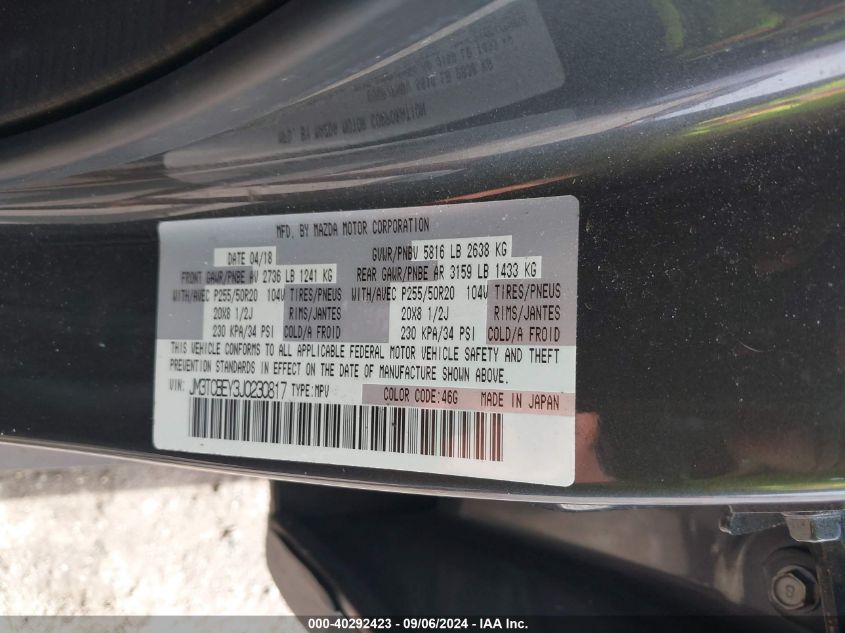 MFD. BY MAZDA MOTOR CORPORATION
DATE 04/18 GVWR/PNBV 5816 LB 2638 KG
FRONT GAWR/PNBE AV 2736 LB 1241 KG REAR GAWR/PNBE AR 3159 LB 1433 KG
WITH/AVEC P255/50R20 104V TIRES/PNEUS WITH/AVEC P255/50R20 104V TIRES/PNEUS
20X8 1/2J RIMS/JANTES 20X8 1/2J RIMS/JANTES
230 KPA/34 PSI COLD/A FROID 230 KPA/34 PSI COLD/A FROID
THIS VEHICLE CONFORMS TO ALL APPLICABLE FEDERAL MOTOR VEHICLE SAFETY AND THEFT
PREVENTION STANDARDS IN EFFECT ON THE DATE OF MANUFACTURE SHOWN ABOVE.
VIN: JM3TCBEY3J0230817 TYPE:MPV COLOR CODE:46G MADE IN JAPAN
000-40292423 - 09/06/2024 - IAA Inc.